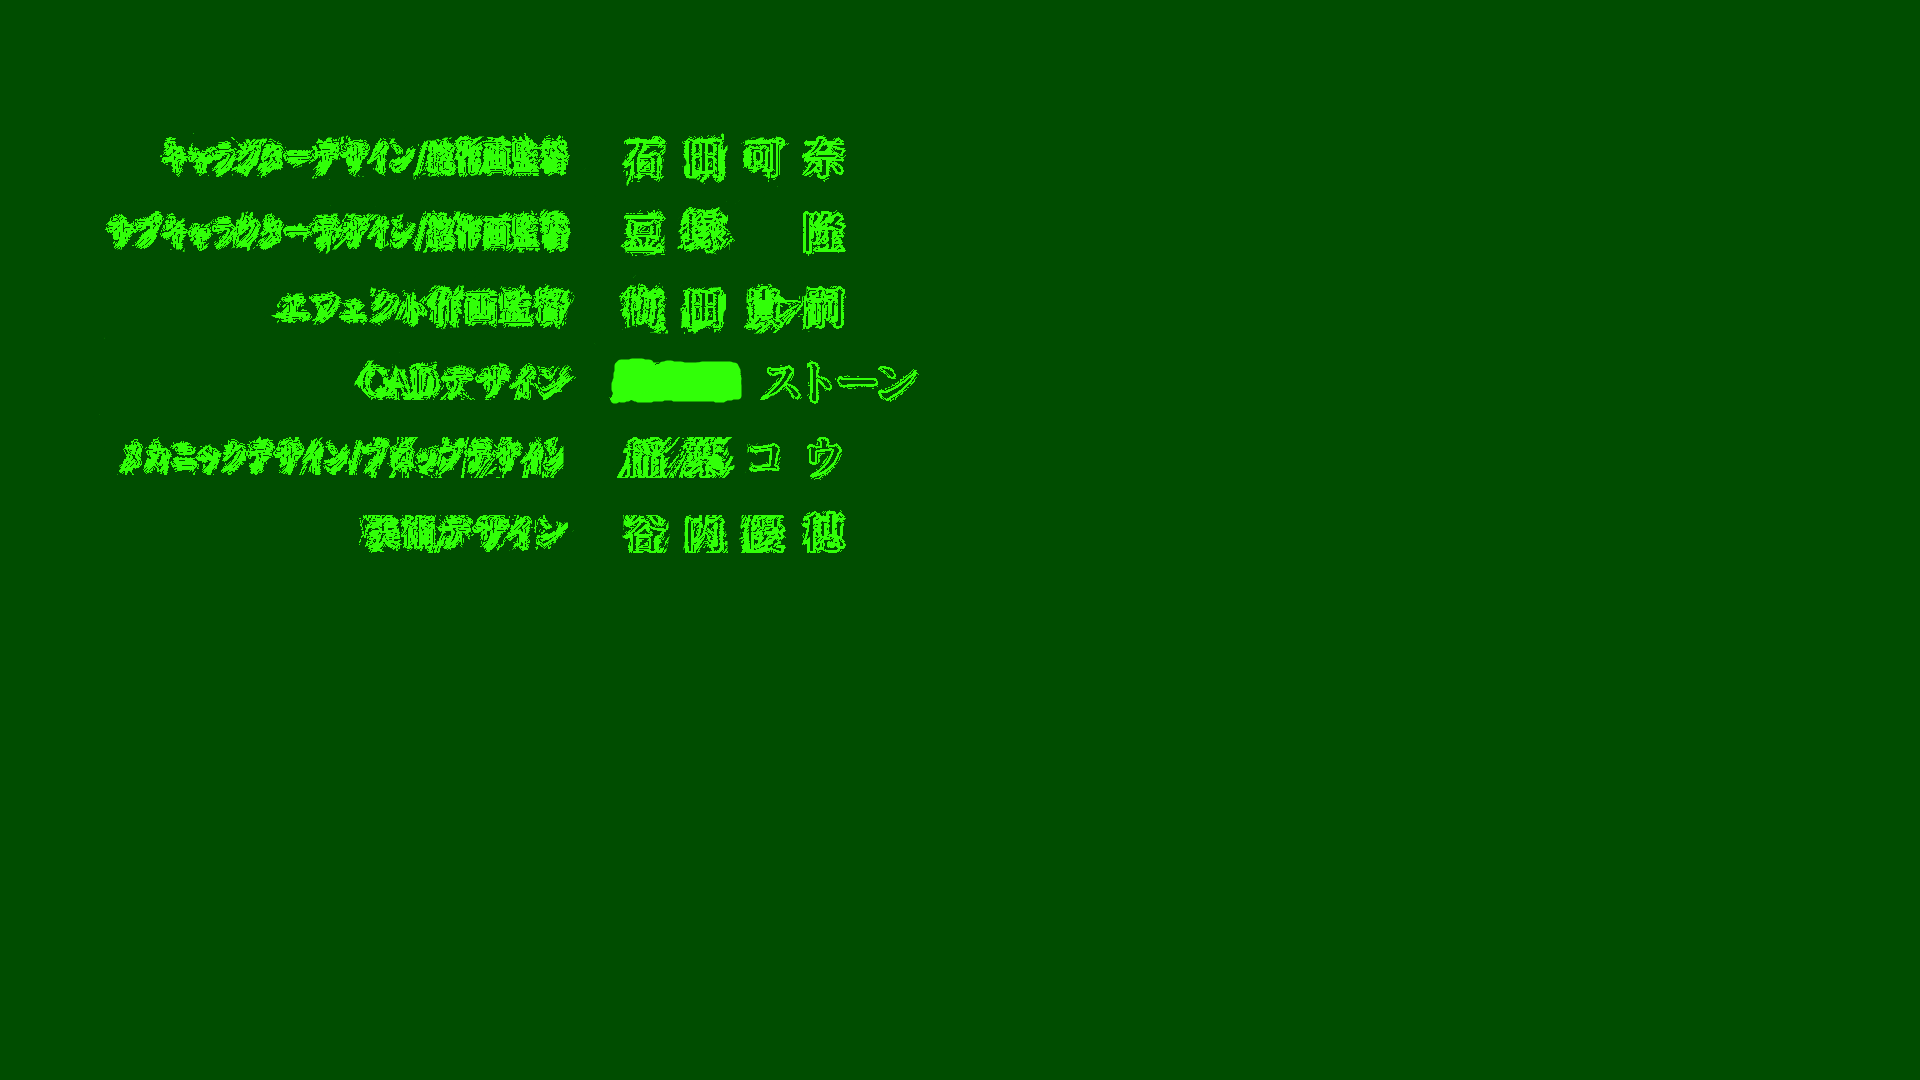 キャラクターデザイン/総作画監督 石田可奈
サブキャラクターデザイン/総作画監督 豆塚 隆
エフェクト作画監督 田 嗣
CADデザイン ストーン
メカニックデザイン/プロップデザイン コウ
美術デザイン 谷内優穂